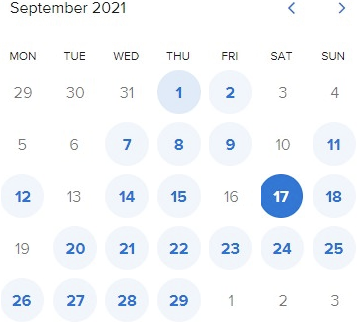 September 2021 < >
MON TUE WED THU FRI SAT SUN
29 30 31 1 2 3 4
5 6 7 8 9 10 11
12 13 14 15 16 17 18
19 20 21 22 23 24 25
26 27 28 29 1 2 3